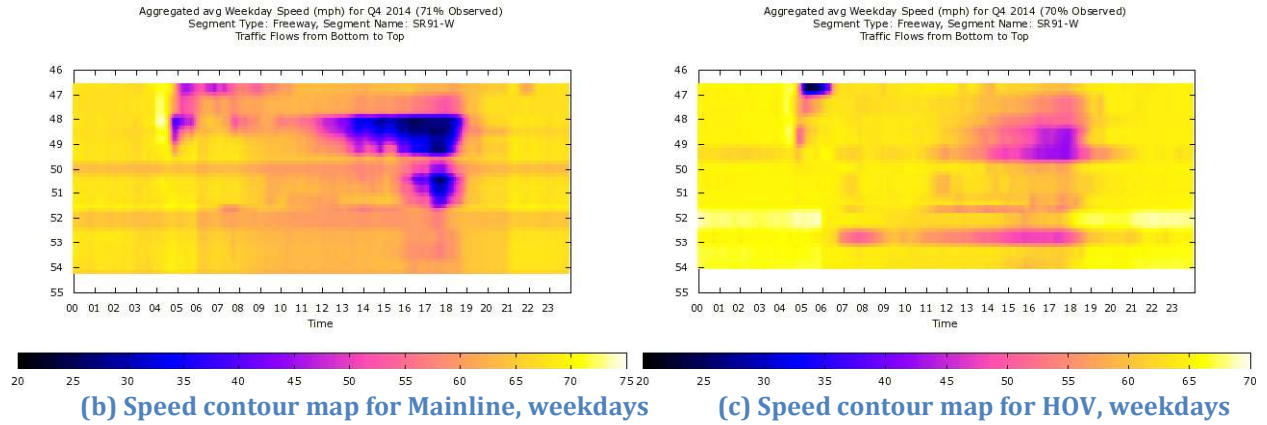 Aggregated avg Weekday Speed (mph) for Q4 2014 (71% Observed)
Segment Type: Freeway, Segment Name: SR91-W
Traffic Flows from Bottom to Top
46
47
48
49
50
51
52
53
54
55
00 01 02 03 04 05 06 07 08 09 10 11 12 13 14 15 16 17 18 19 20 21 22 23
Time
20 25 30 35 40 45 50 55 60 65 70 75
(b) Speed contour map for Mainline, weekdays
Aggregated avg Weekday Speed (mph) for Q4 2014 (70% Observed)
Segment Type: Freeway, Segment Name: SR91-W
Traffic Flows from Bottom to Top
46
47
48
49
50
51
52
53
54
55
00 01 02 03 04 05 06 07 08 09 10 11 12 13 14 15 16 17 18 19 20 21 22 23
Time
20 25 30 35 40 45 50 55 60 65 70
(c) Speed contour map for HOV, weekdays